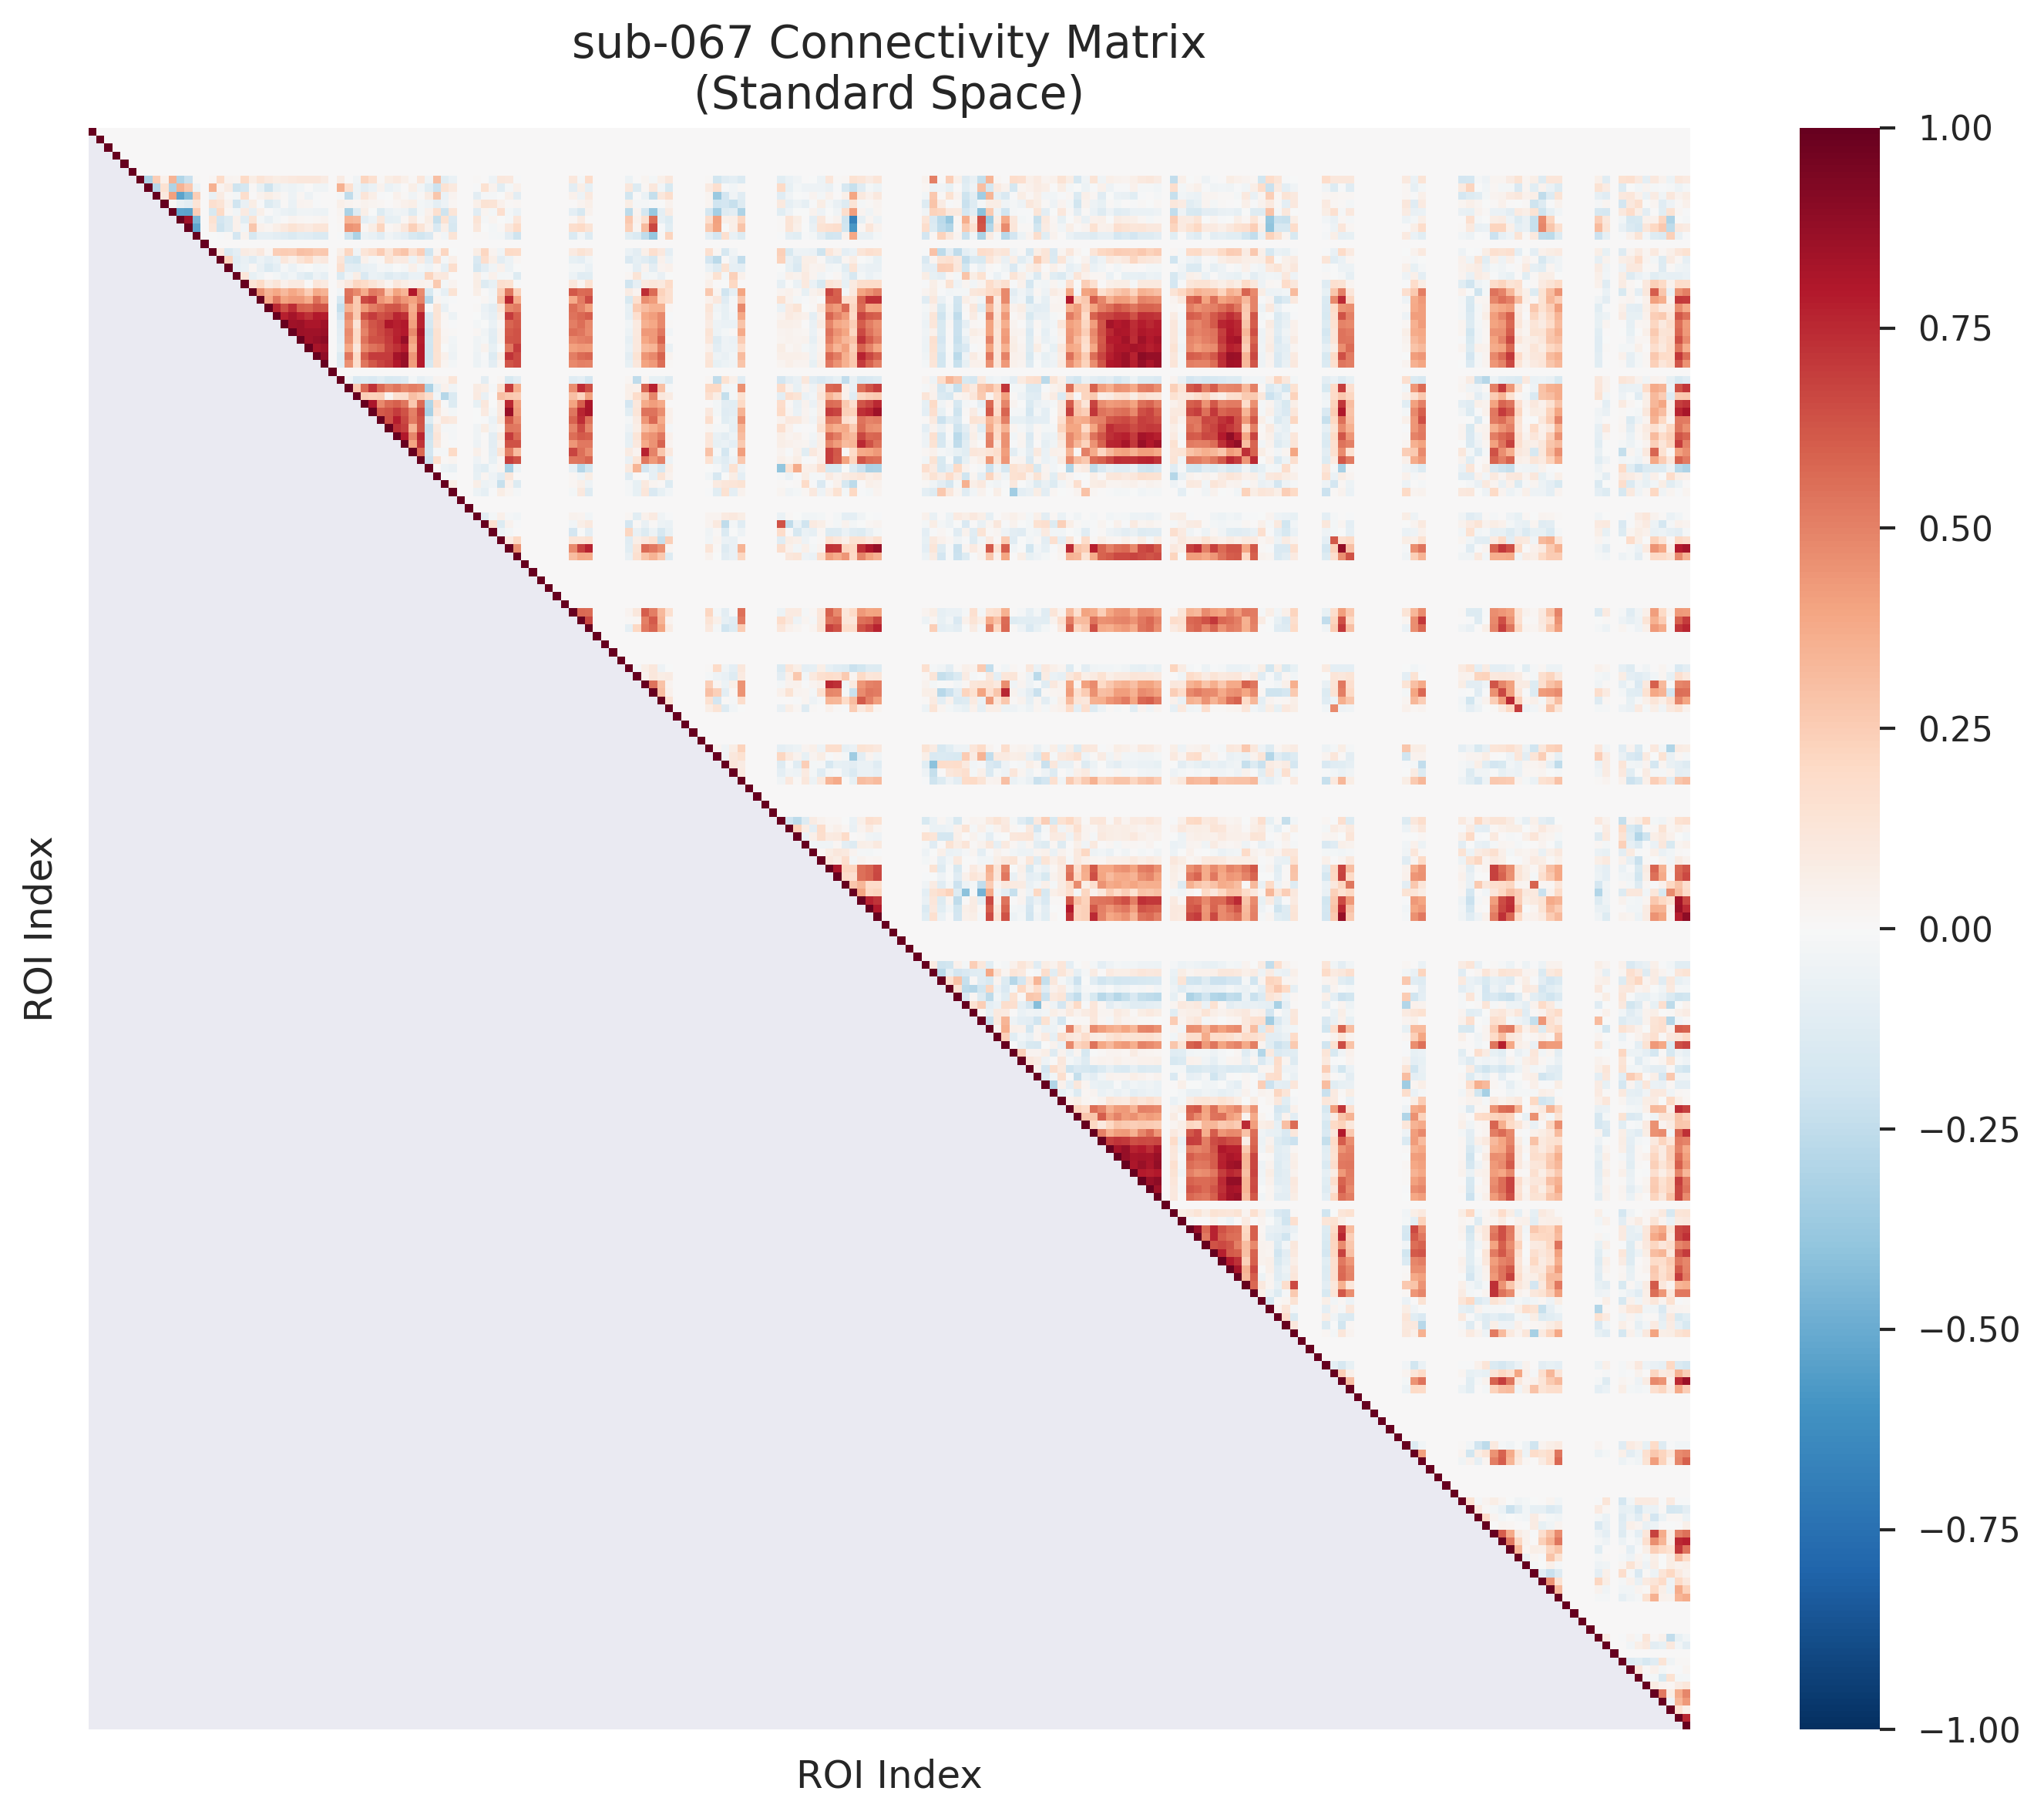 sub-067 Connectivity Matrix
(Standard Space)
ROI Index
ROI Index
1.00
0.75
0.50
0.25
0.00
−0.25
−0.50
−0.75
−1.00